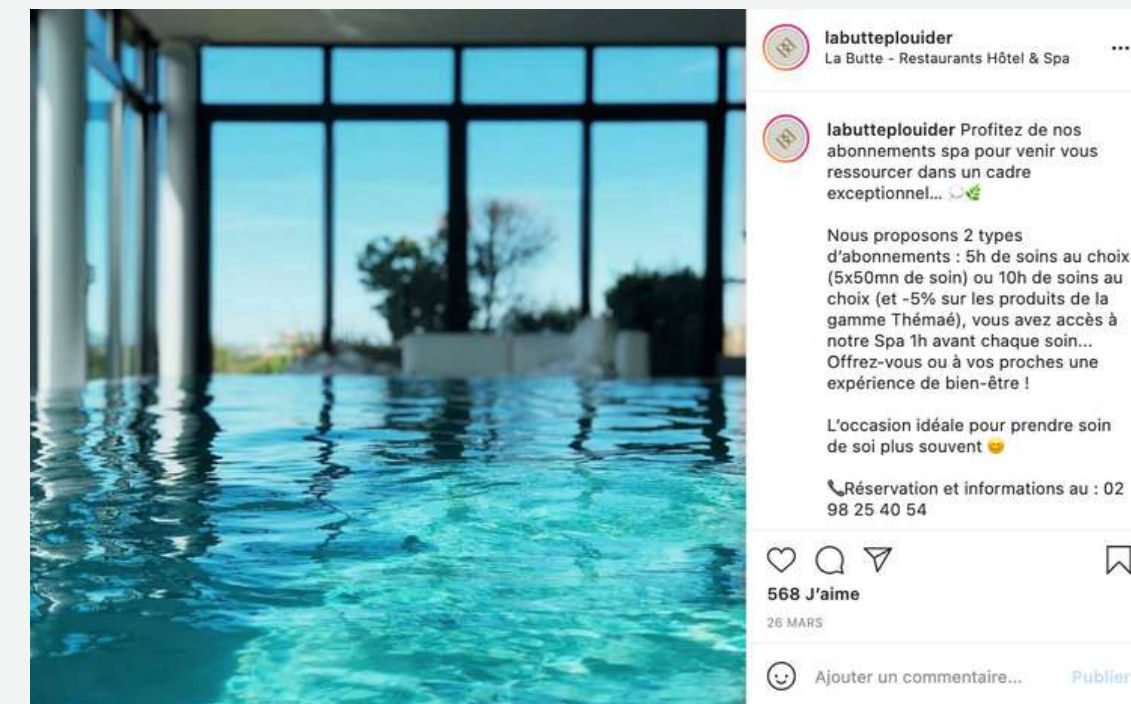 labutteplouider
La Butte - Restaurants Hôtel & Spa
labutteplouider Profitez de nos
abonnements spa pour venir vous
ressourcer dans un cadre
exceptionnel... 💭🌿
Nous proposons 2 types
d'abonnements : 5h de soins au choix
(5x50mn de soin) ou 10h de soins au
choix (et -5% sur les produits de la
gamme Thémaé), vous avez accès à
notre Spa 1h avant chaque soin...
Offrez-vous ou à vos proches une
expérience de bien-être !
L'occasion idéale pour prendre soin
de soi plus souvent 😊
📞Réservation et informations au : 02
98 25 40 54
568 J'aime
26 MARS
Ajouter un commentaire... Publier